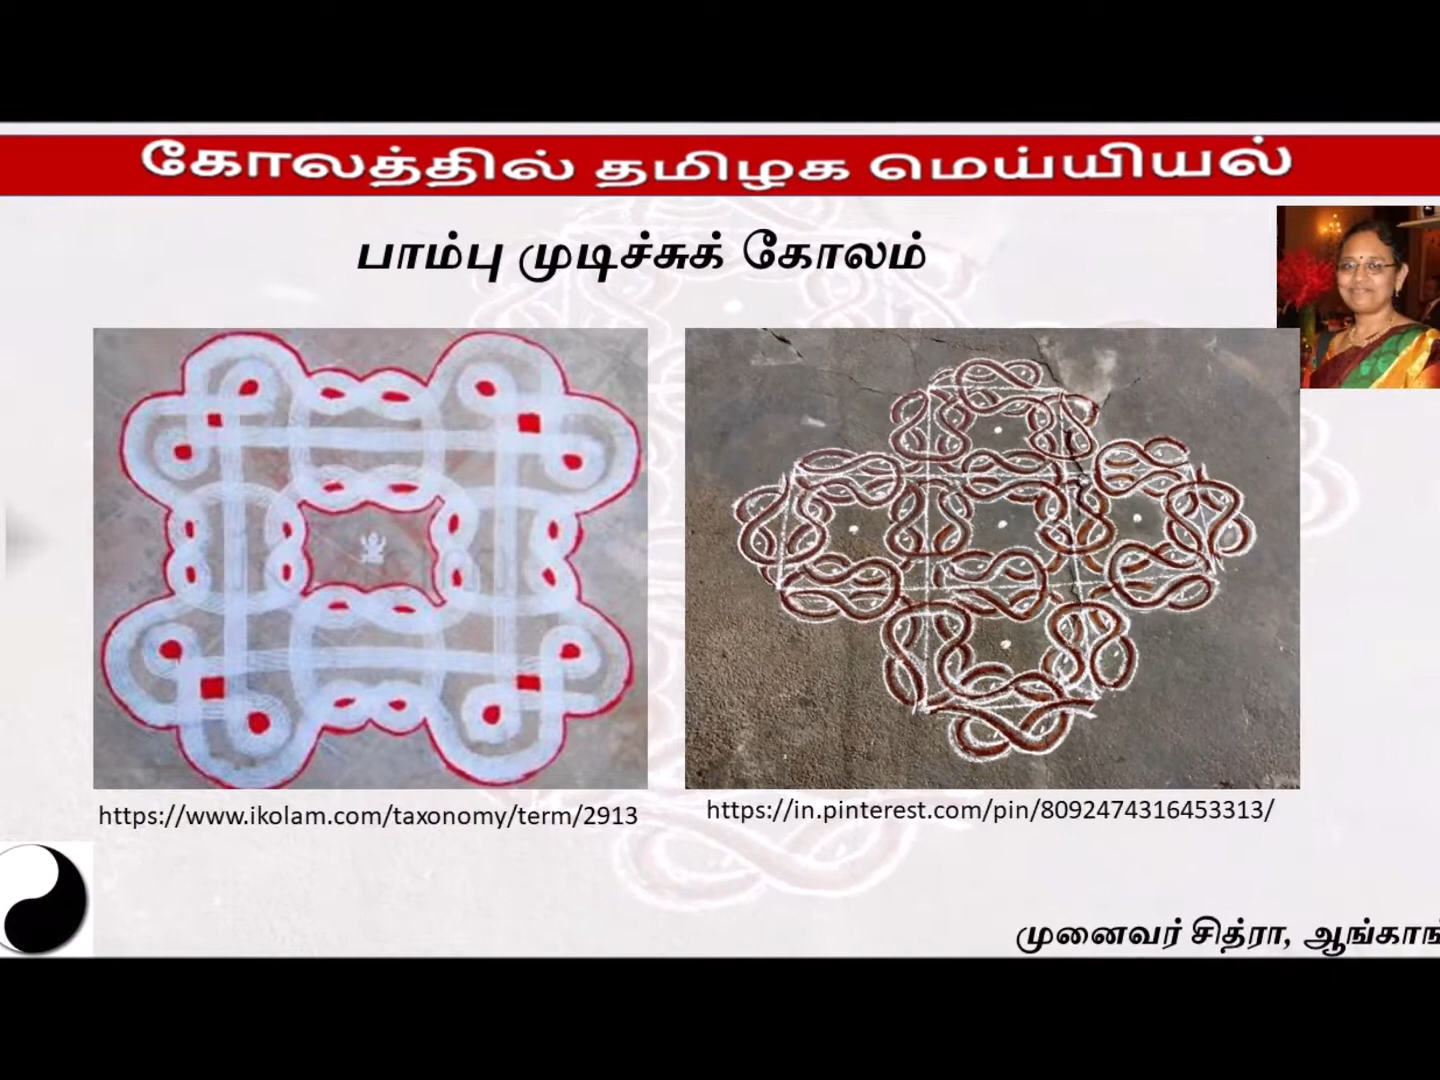 கோலத்தில் தமிழக மெய்யியல்
பாம்பு முடிச்சுக் கோலம்
https://www.ikolam.com/taxonomy/term/2913
https://in.pinterest.com/pin/8092474316453313/
முனைவர் சித்ரா,